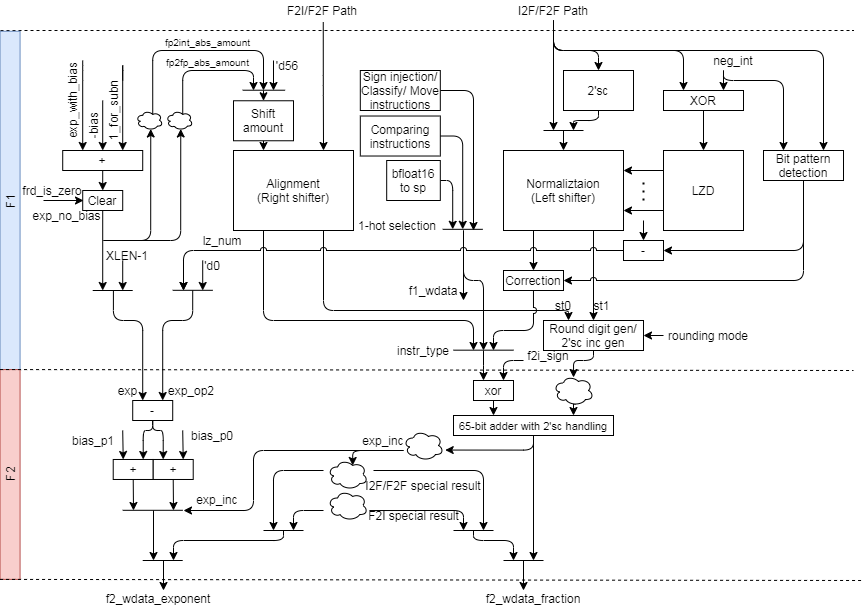 F2I/F2F Path
I2F/F2F Path
fp2int_abs_amount
fp2fp_abs_amount
'd56
exp_with_bias
-bias
1_for_subn
+
Shift
amount
Sign injection/
Classify/ Move
instructions
Comparing
instructions
bfloat16
to sp
2'sc
neg_int
XOR
Bit pattern
detection
frd_is_zero
Clear
exp_no_bias
Alignment
(Right shifter)
Normaliztaion
(Left shifter)
LZD
F1
1-hot selection
lz_num
-
XLEN-1
'd0
f1_wdata
Correction
st0
st1
Round digit gen/
2'sc inc gen
rounding mode
instr_type
f2i_sign
exp
exp_op2
xor
-
65-bit adder with 2'sc handling
bias_p1
bias_p0
exp_inc
+
+
F2
I2F/F2F special result
exp_inc
F2I special result
f2_wdata_exponent
f2_wdata_fraction